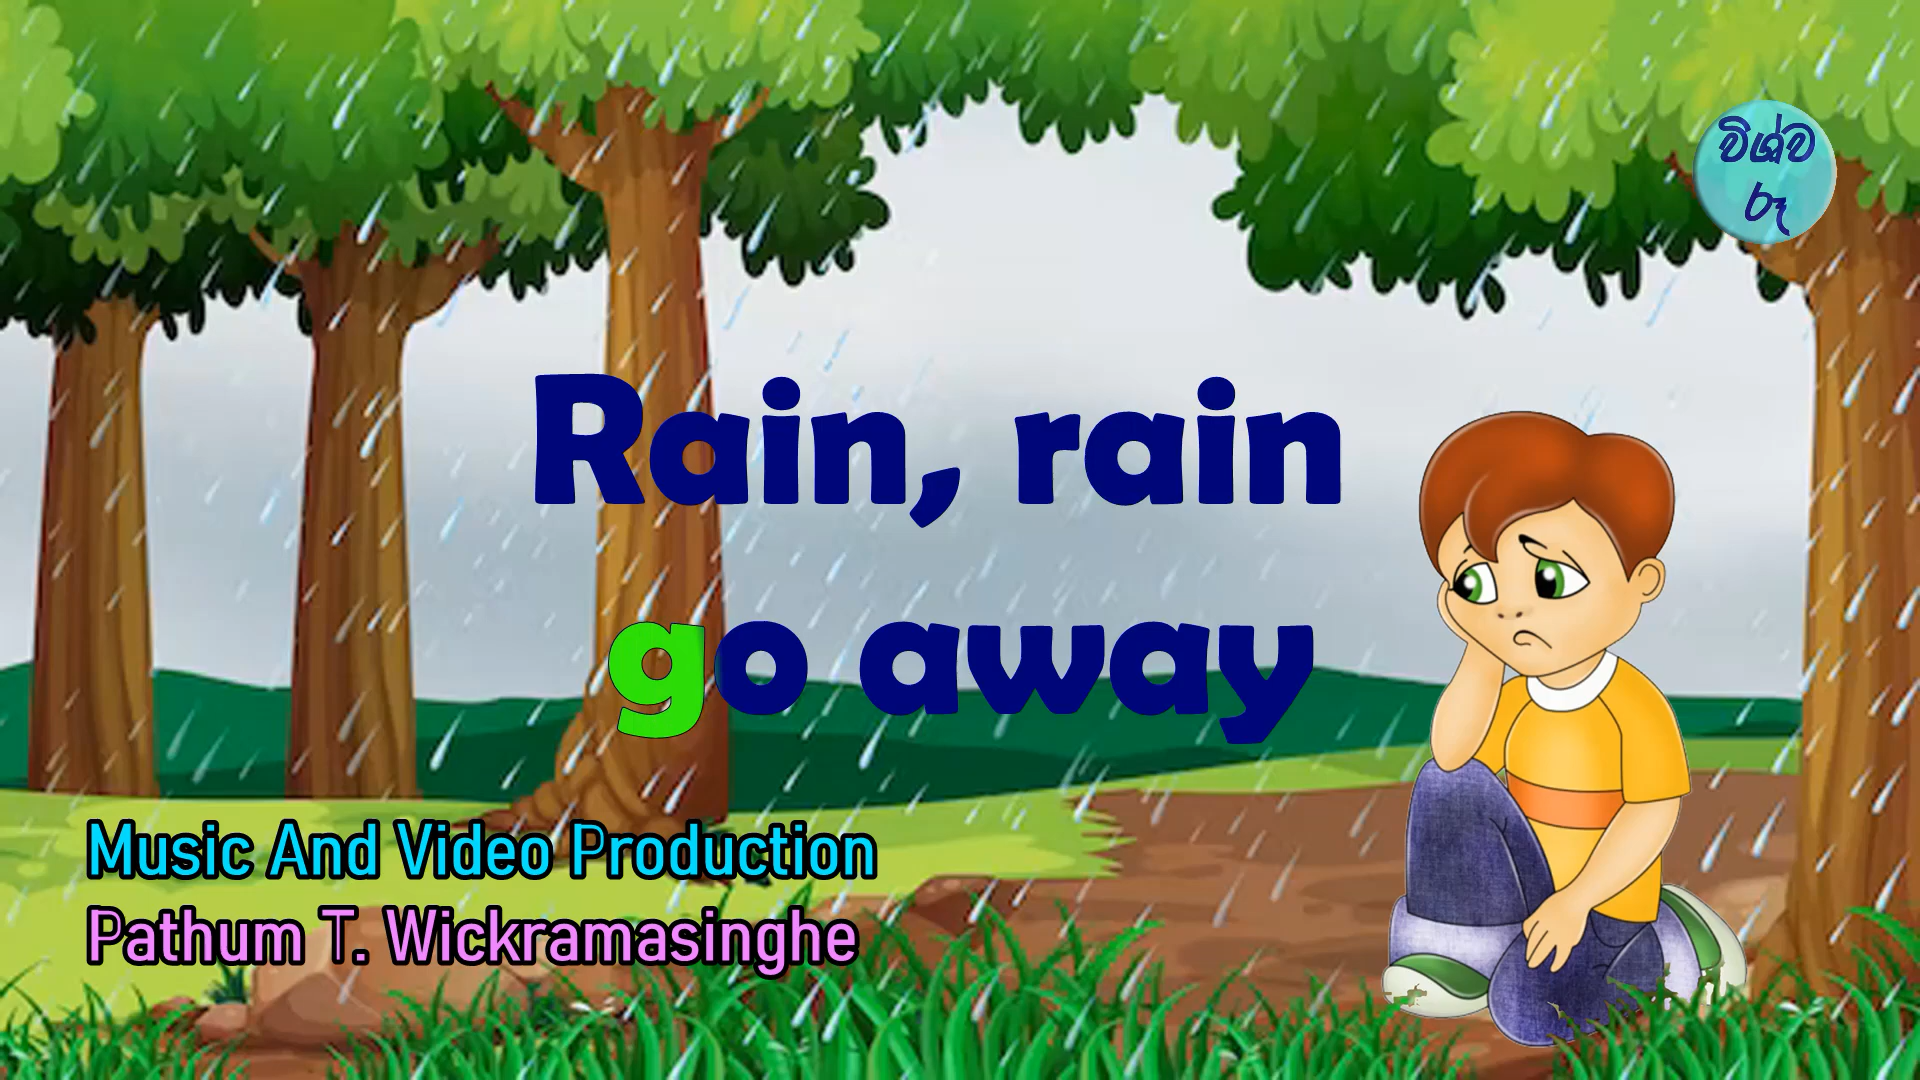 විශ්ව
රූ
Rain, rain
go away
Music And Video Production
Pathum T. Wickramasinghe